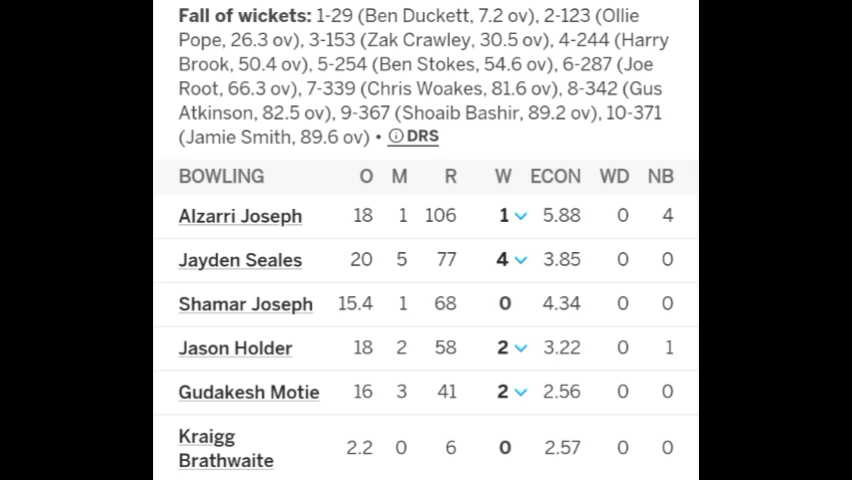 Fall of wickets: 1-29 (Ben Duckett, 7.2 ov), 2-123 (Ollie
Pope, 26.3 ov), 3-153 (Zak Crawley, 30.5 ov), 4-244 (Harry
Brook, 50.4 ov), 5-254 (Ben Stokes, 54.6 ov), 6-287 (Joe
Root, 66.3 ov), 7-339 (Chris Woakes, 81.6 ov), 8-342 (Gus
Atkinson, 82.5 ov), 9-367 (Shoaib Bashir, 89.2 ov), 10-371
(Jamie Smith, 89.6 ov) • DRS
BOWLING O M R W ECON WD NB
Alzarri Joseph 18 1 106 1 5.88 0 4
Jayden Seales 20 5 77 4 3.85 0 0
Shamar Joseph 15.4 1 68 0 4.34 0 0
Jason Holder 18 2 58 2 3.22 0 1
Gudakesh Motie 16 3 41 2 2.56 0 0
Kraigg
Brathwaite 2.2 0 6 0 2.57 0 0